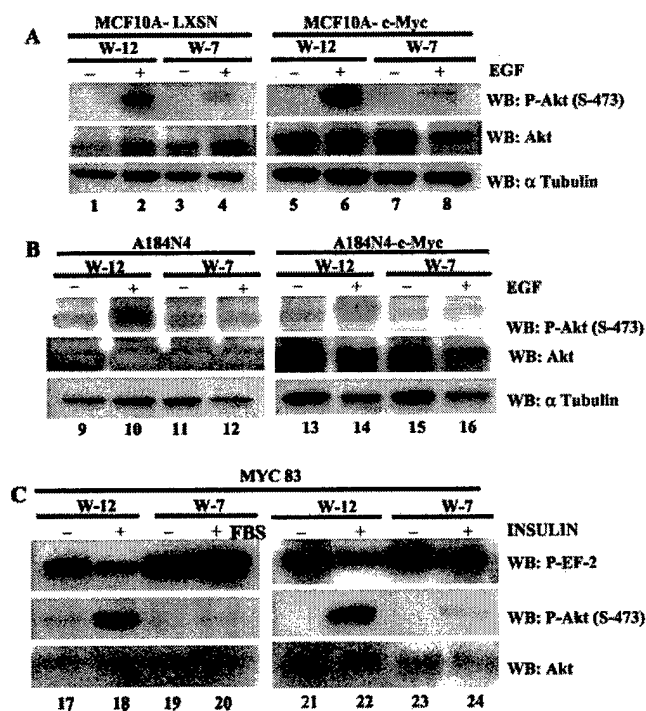 A
MCF10A- LXSN MCF10A- c-Myc
W-12 W-7 W-12 W-7
– + – + – + – + EGF
WB: P-Akt (S-473)
WB: Akt
WB: α Tubulin
1 2 3 4 5 6 7 8
B
A184N4 A184N4-c-Myc
W-12 W-7 W-12 W-7
– + – + – + – + EGF
WB: P-Akt (S-473)
WB: Akt
WB: α Tubulin
9 10 11 12 13 14 15 16
MYC 83
C
W-12 W-7 W-12 W-7
– + – + FBS – + – + INSULIN
WB: P-EF-2
WB: P-Akt (S-473)
WB: Akt
17 18 19 20 21 22 23 24